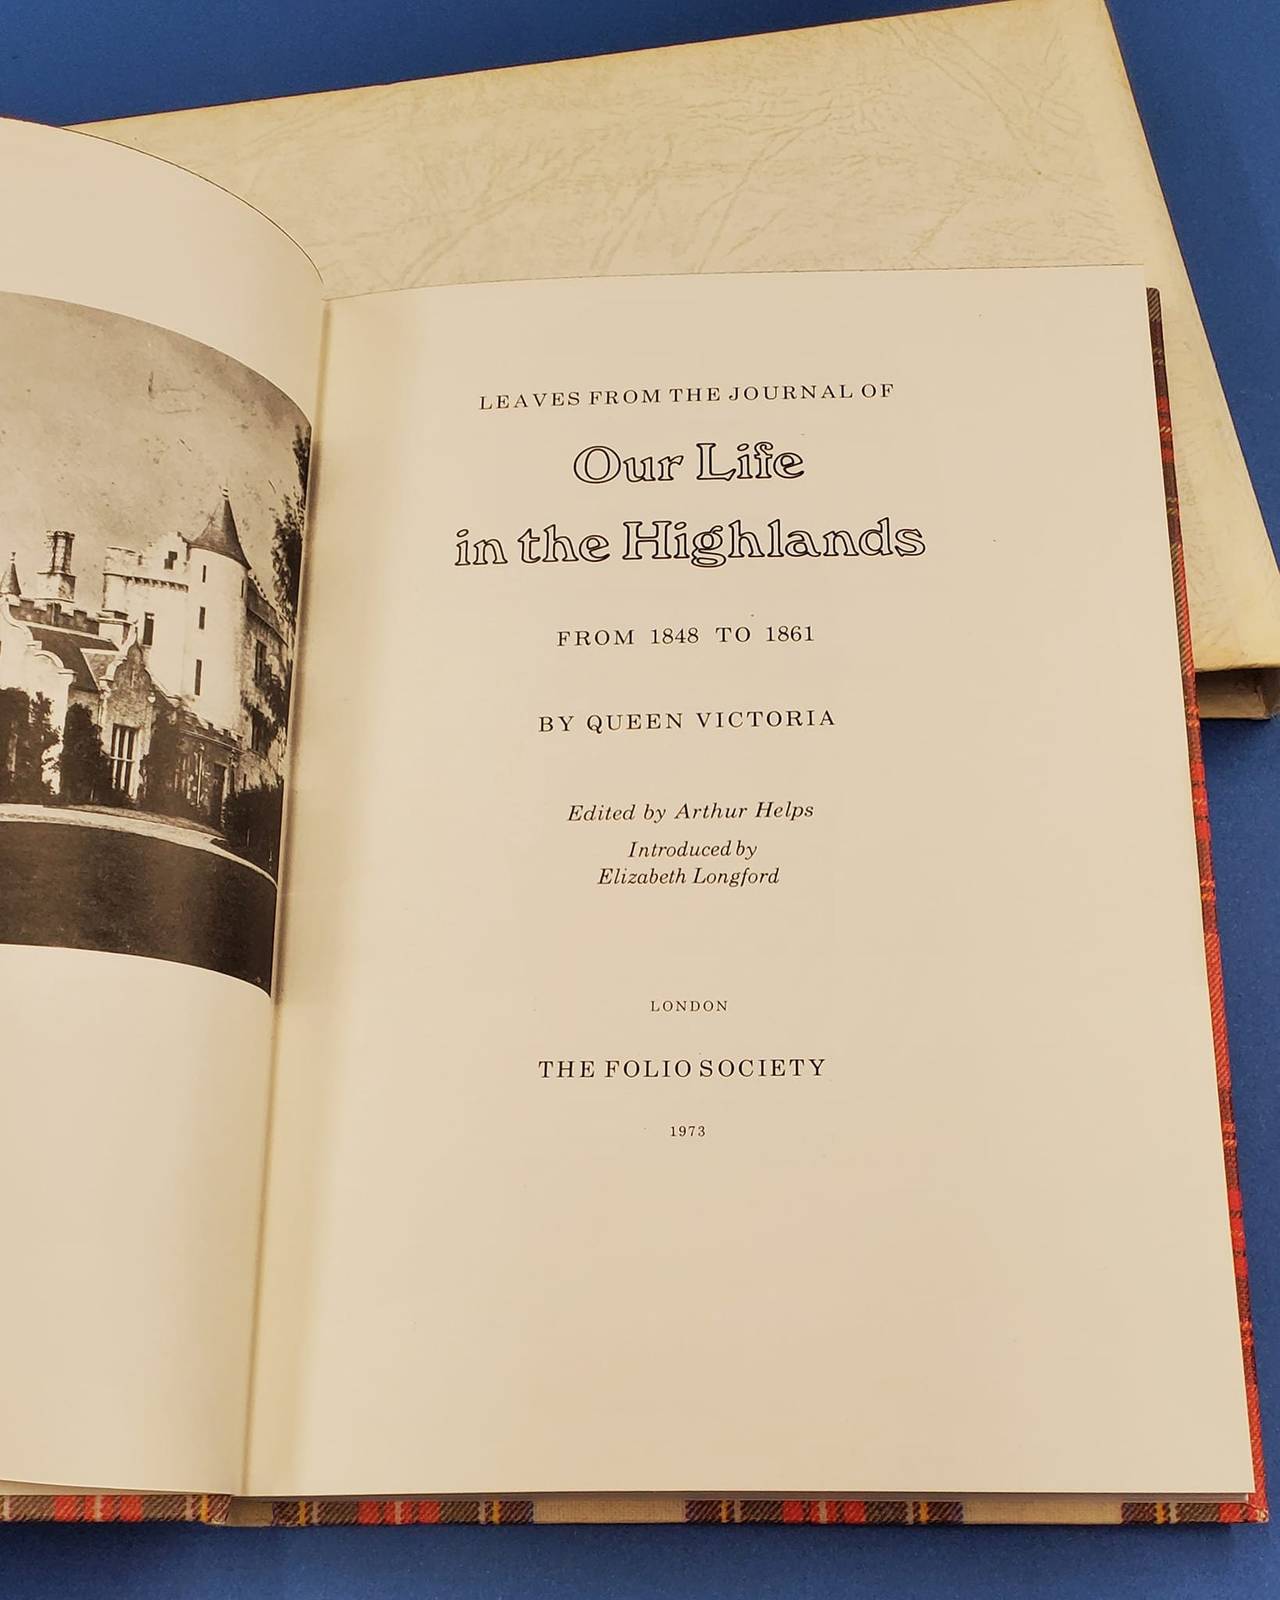 LEAVES FROM THE JOURNAL OF
Our Life
in the Highlands
FROM 1848 TO 1861
BY QUEEN VICTORIA
Edited by Arthur Helps
Introduced by
Elizabeth Longford
LONDON
THE FOLIO SOCIETY
1973